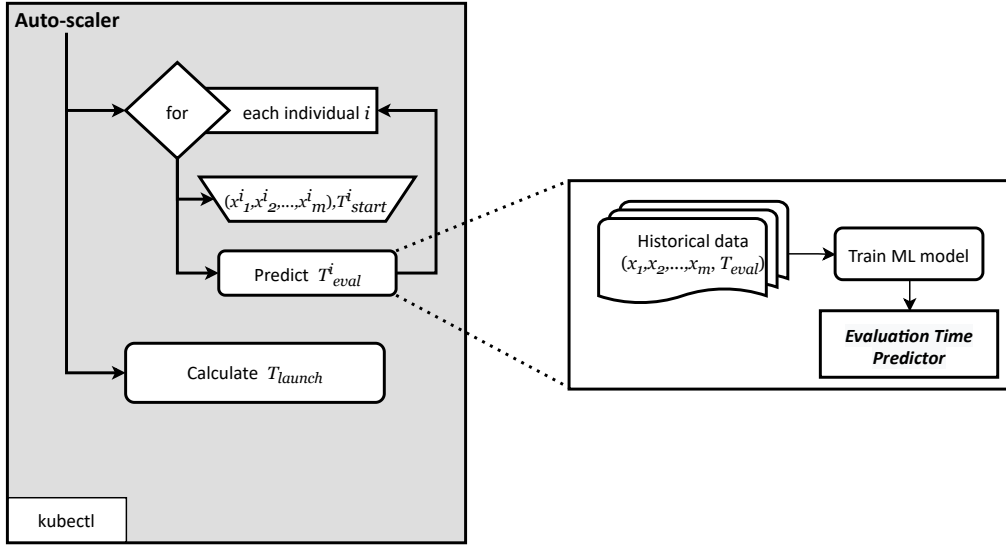 Auto-scaler
for
each individual i
(x^i_1,x^i_2,...,x^i_m),T^i_start
Predict T^i_eval
Calculate T_launch
kubectl
Historical data
(x_1,x_2,...,x_m, T_eval)
Train ML model
Evaluation Time
Predictor